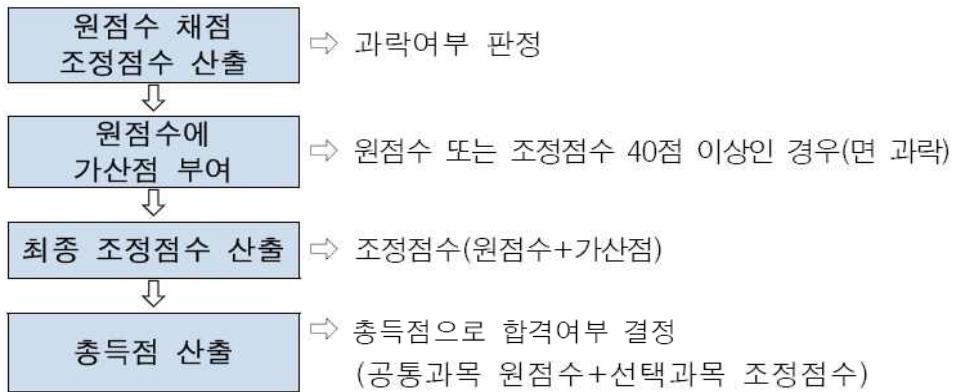 원점수 채점
조정점수 산출
⇨ 과락여부 판정
원점수에
가산점 부여
⇨ 원점수 또는 조정점수 40점 이상인 경우(면 과락)
최종 조정점수 산출
⇨ 조정점수(원점수+가산점)
총득점 산출
⇨ 총득점으로 합격여부 결정
(공통과목 원점수+선택과목 조정점수)